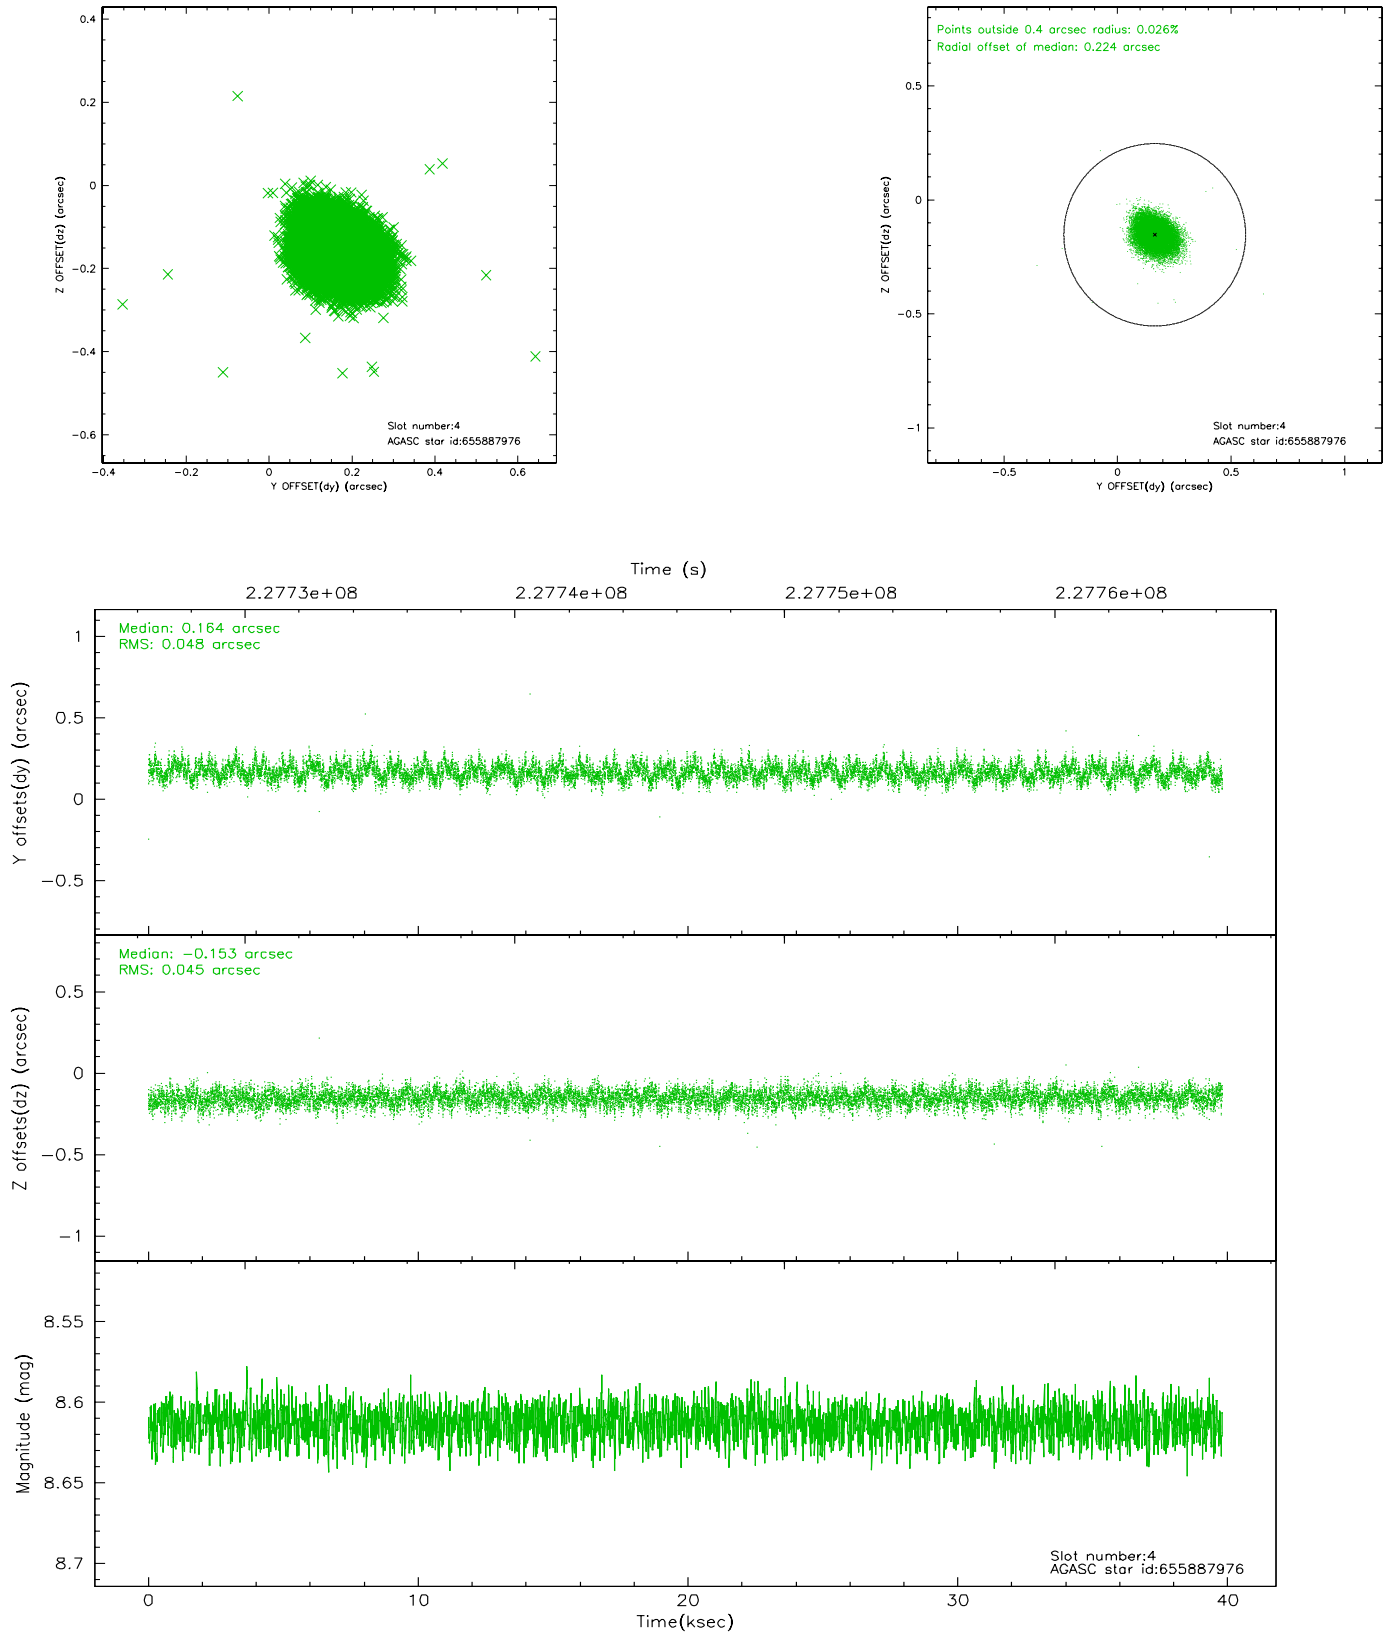 0.4
0.2
0
−0.2
−0.4
−0.6
Z OFFSET(dz) (arcsec)
Slot number:4
AGASC star id:655887976
−0.4
−0.2
0
0.2
0.4
0.6
Y OFFSET(dy) (arcsec)
Points outside 0.4 arcsec radius: 0.026%
Radial offset of median: 0.224 arcsec
0.5
0
−0.5
−1
Z OFFSET(dz) (arcsec)
Slot number:4
AGASC star id:655887976
−0.5
0
0.5
1
Y OFFSET(dy) (arcsec)
Time (s)
2.2773e+08
2.2774e+08
2.2775e+08
2.2776e+08
Median: 0.164 arcsec
RMS: 0.048 arcsec
1
0.5
0
−0.5
Y offsets(dy) (arcsec)
Median: −0.153 arcsec
RMS: 0.045 arcsec
0.5
0
−0.5
−1
Z offsets(dz) (arcsec)
8.55
8.6
8.65
8.7
Magnitude (mag)
Slot number:4
AGASC star id:655887976
0
10
20
30
40
Time(ksec)